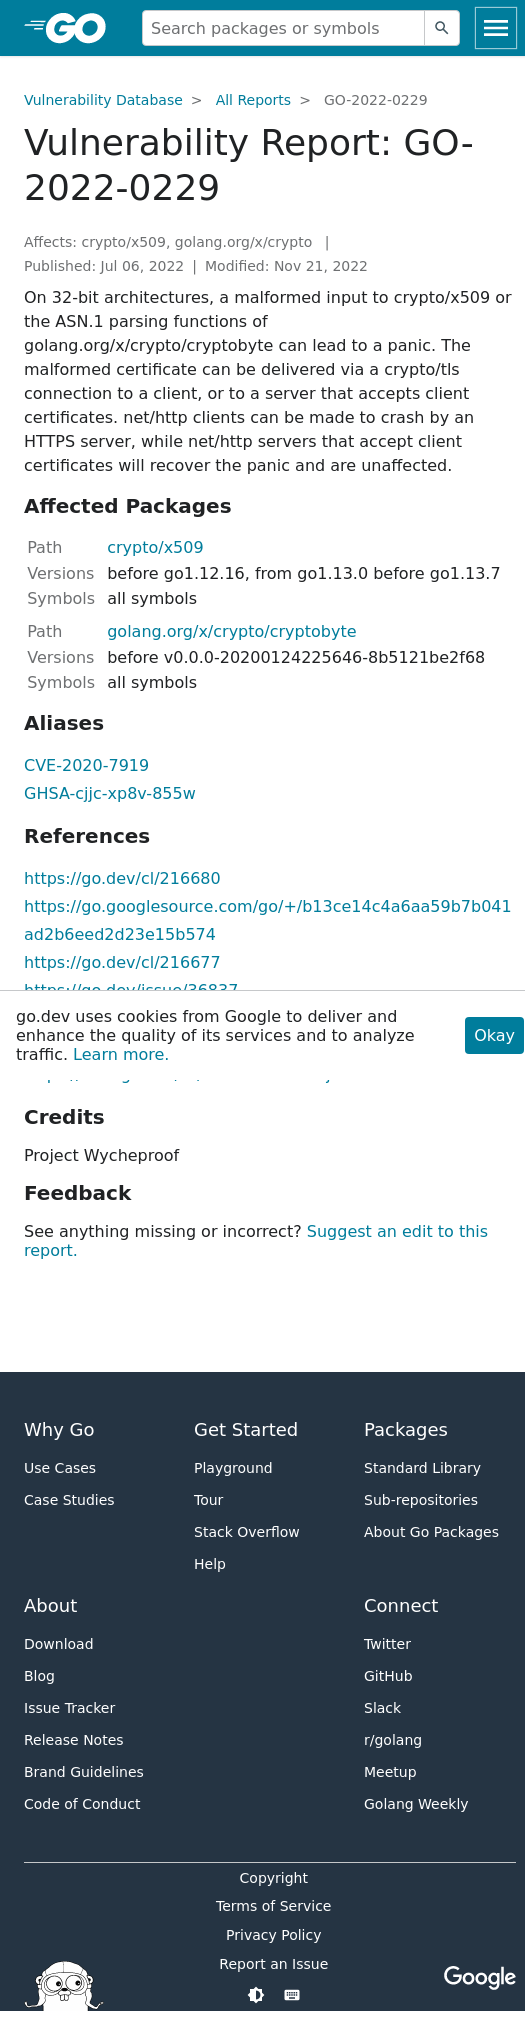 GO
Search packages or symbols
Vulnerability Database > All Reports > GO-2022-0229
Vulnerability Report: GO-
2022-0229
Affects: crypto/x509, golang.org/x/crypto |
Published: Jul 06, 2022 | Modified: Nov 21, 2022
On 32-bit architectures, a malformed input to crypto/x509 or
the ASN.1 parsing functions of
golang.org/x/crypto/cryptobyte can lead to a panic. The
malformed certificate can be delivered via a crypto/tls
connection to a client, or to a server that accepts client
certificates. net/http clients can be made to crash by an
HTTPS server, while net/http servers that accept client
certificates will recover the panic and are unaffected.
Affected Packages
Path crypto/x509
Versions before go1.12.16, from go1.13.0 before go1.13.7
Symbols all symbols
Path golang.org/x/crypto/cryptobyte
Versions before v0.0.0-20200124225646-8b5121be2f68
Symbols all symbols
Aliases
CVE-2020-7919
GHSA-cjjc-xp8v-855w
References
https://go.dev/cl/216680
https://go.googlesource.com/go/+/b13ce14c4a6aa59b7b041
ad2b6eed2d23e15b574
https://go.dev/cl/216677
https://go.dev/issue/36837
go.dev uses cookies from Google to deliver and
enhance the quality of its services and to analyze
traffic. Learn more.
Okay
Credits
Project Wycheproof
Feedback
See anything missing or incorrect? Suggest an edit to this
report.
Why Go
Use Cases
Case Studies
Get Started
Playground
Tour
Stack Overflow
Help
Packages
Standard Library
Sub-repositories
About Go Packages
About
Download
Blog
Issue Tracker
Release Notes
Brand Guidelines
Code of Conduct
Connect
Twitter
GitHub
Slack
r/golang
Meetup
Golang Weekly
Copyright
Terms of Service
Privacy Policy
Report an Issue
Google